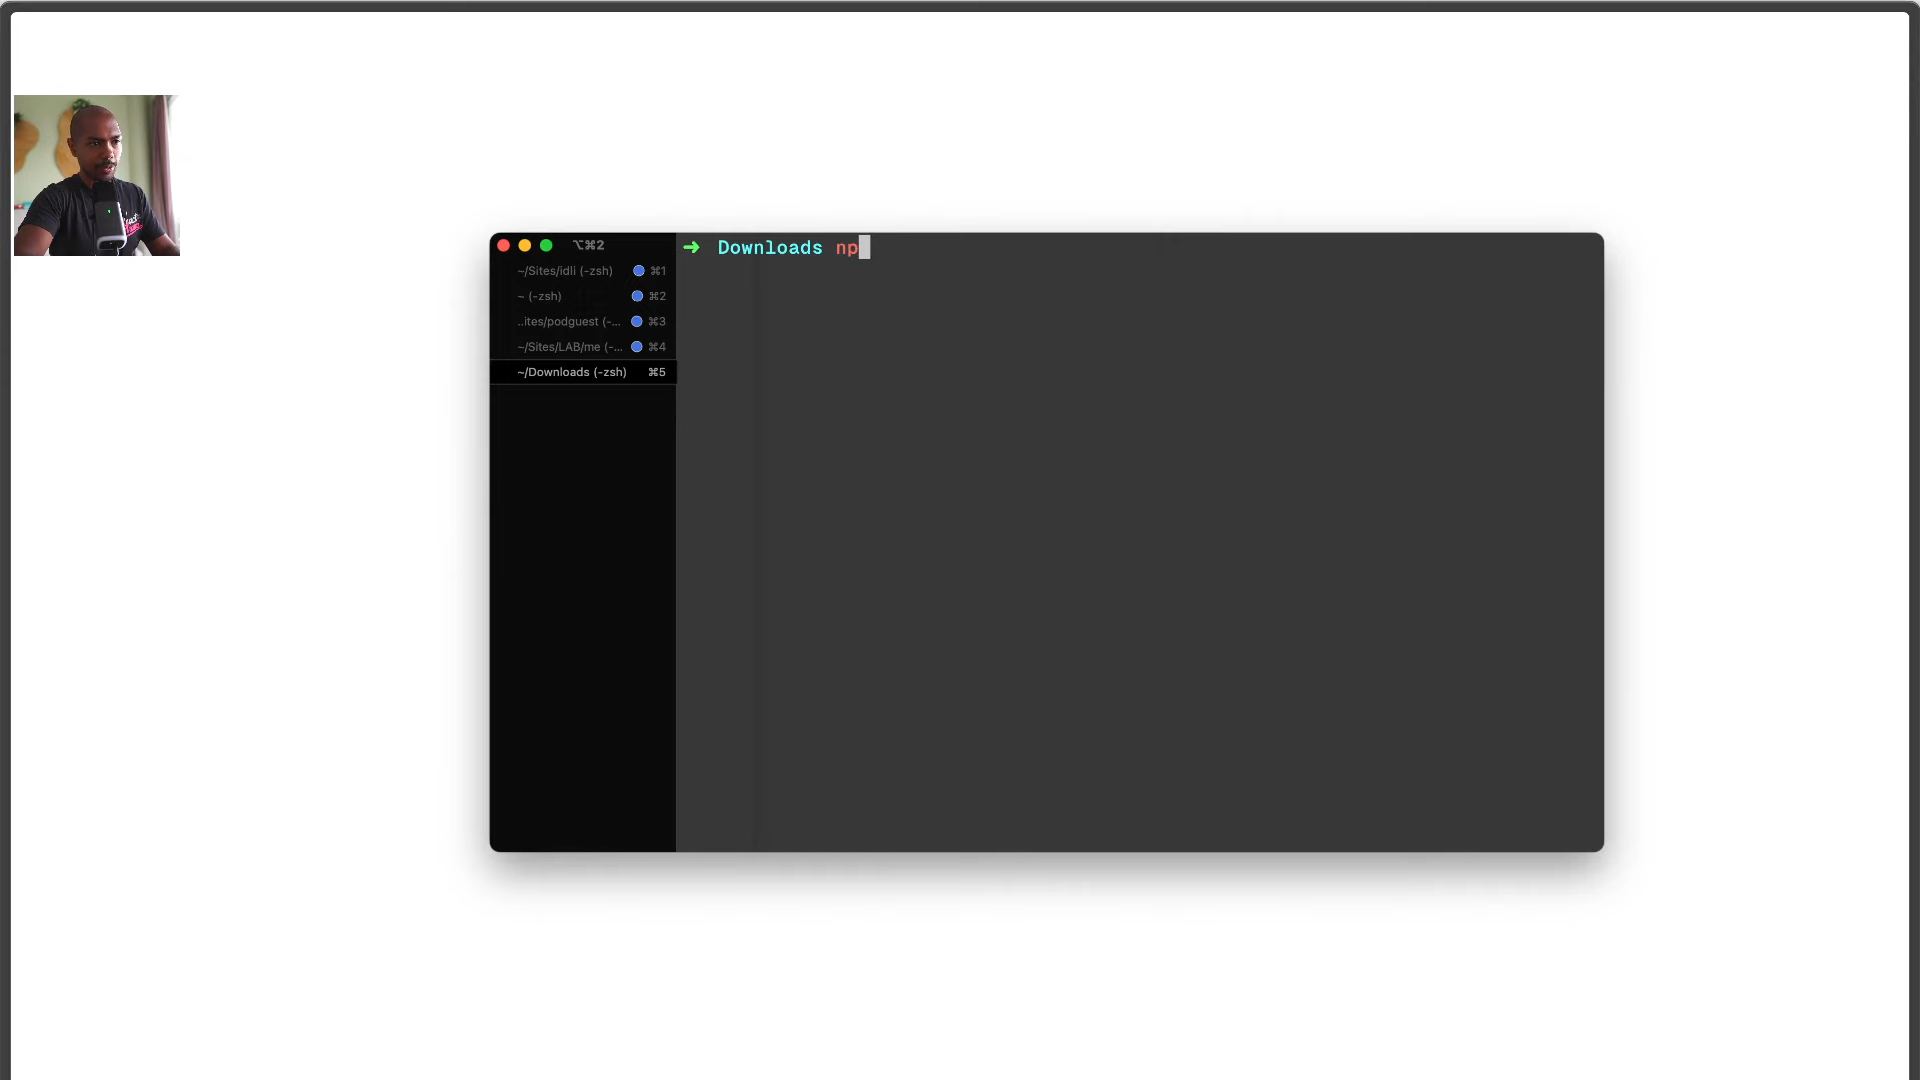 ⌥⌘2
➜ Downloads np
~/Sites/idli (-zsh) ⌘1
~ (-zsh) ⌘2
..ites/podguest (-... ⌘3
~/Sites/LAB/me (-... ⌘4
~/Downloads (-zsh) ⌘5